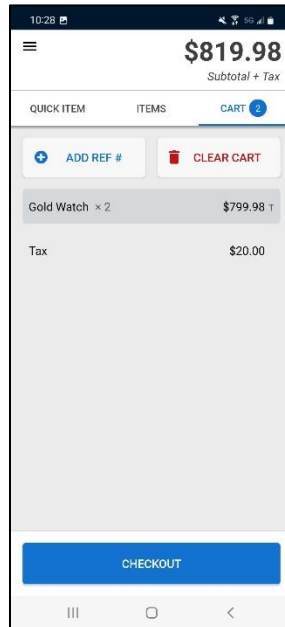 10:28 5G
$819.98
Subtotal + Tax
QUICK ITEM ITEMS CART 2
ADD REF # CLEAR CART
Gold Watch × 2 $799.98 T
Tax $20.00
CHECKOUT